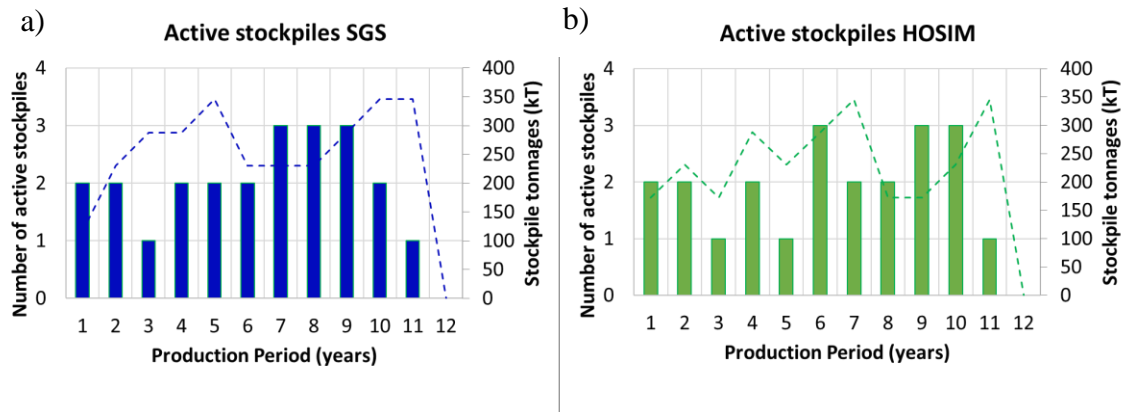 a)
Active stockpiles SGS
Number of active stockpiles
4
3
2
1
0
400
350
300
250
200
150
100
50
0
Stockpile tonnages (kT)
1 2 3 4 5 6 7 8 9 10 11 12
Production Period (years)
b)
Active stockpiles HOSIM
Number of active stockpiles
4
3
2
1
0
400
350
300
250
200
150
100
50
0
Stockpile tonnages (kT)
1 2 3 4 5 6 7 8 9 10 11 12
Production Period (years)